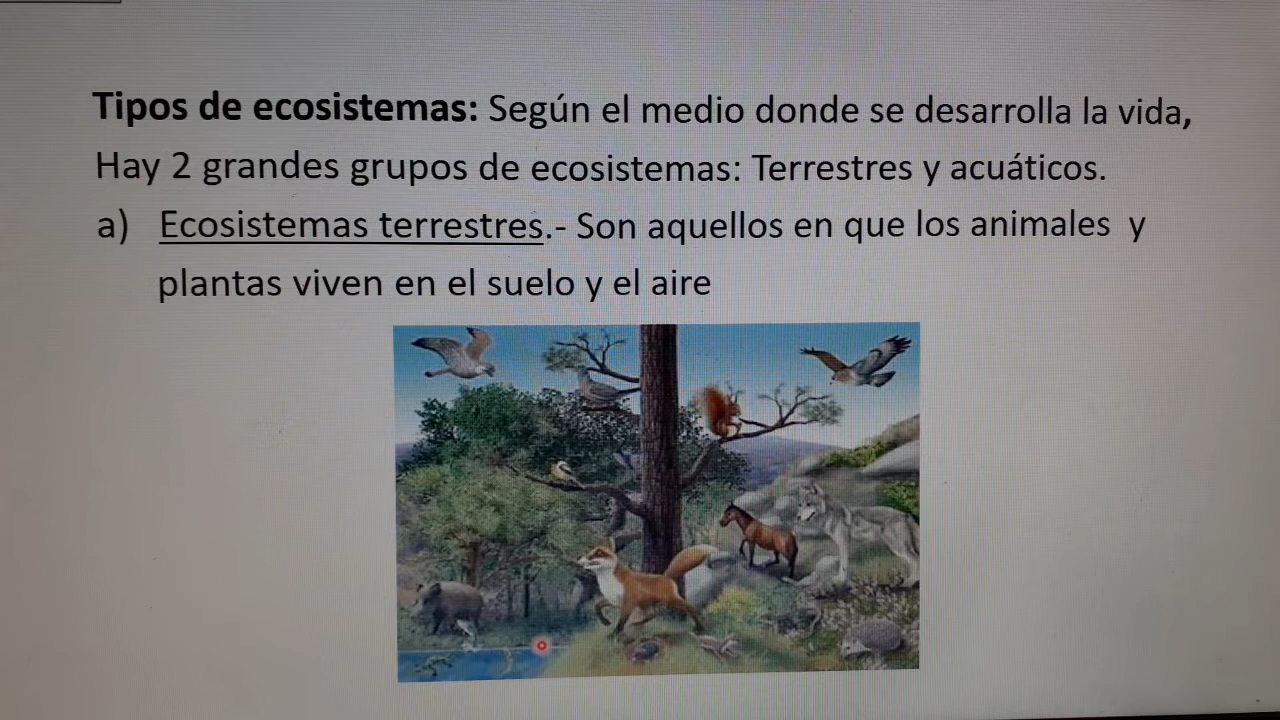 Tipos de ecosistemas: Según el medio donde se desarrolla la vida,
Hay 2 grandes grupos de ecosistemas: Terrestres y acuáticos.
a) Ecosistemas terrestres.- Son aquellos en que los animales y
plantas viven en el suelo y el aire